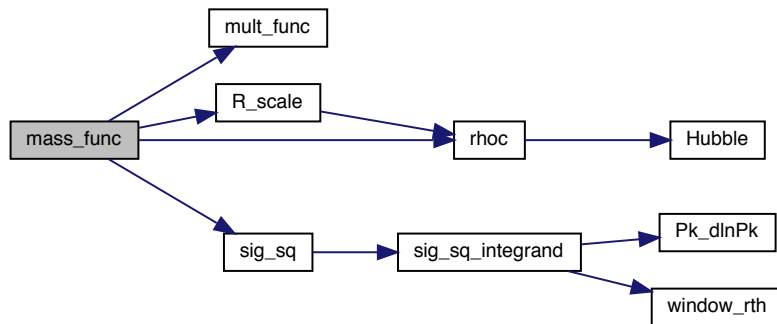 mult_func
R_scale
mass_func
rhoc
Hubble
Pk_dlnPk
sig_sq
sig_sq_integrand
window_rth